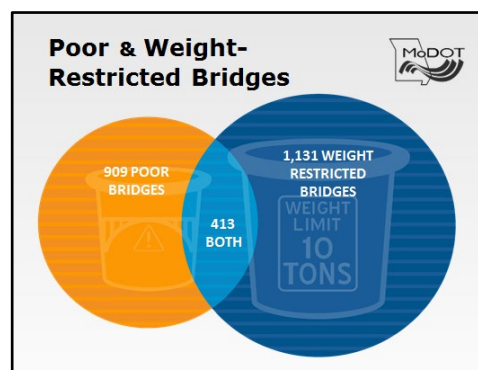 Poor & Weight-
Restricted Bridges
MoDOT
909 POOR
BRIDGES
413
BOTH
1,131 WEIGHT
RESTRICTED
BRIDGES
WEIGHT
LIMIT
10
TONS